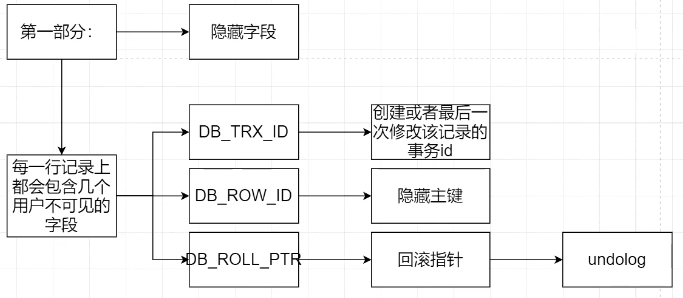 第一部分：
隐藏字段
每一行记录上
都会包含几个
用户不可见的
字段
DB_TRX_ID
创建或者最后一
次修改该记录的
事务id
DB_ROW_ID
隐藏主键
DB_ROLL_PTR
回滚指针
undolog